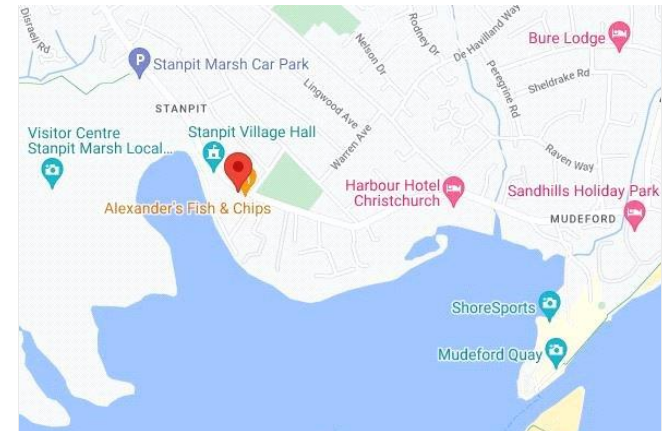 Disraeli Rd
Nelson Dr
Rodney Dr
De Havilland Way
Bure Lodge
P
Stanpit Marsh Car Park
Lingwood Ave
Peregrine Rd
Sheldrake Rd
STANPIT
Visitor Centre
Stanpit Marsh Local...
Stanpit Village Hall
Warren Ave
Raven Way
Alexander's Fish & Chips
Harbour Hotel
Christchurch
Sandhills Holiday Park
MUDEFORD
ShoreSports
Mudeford Quay